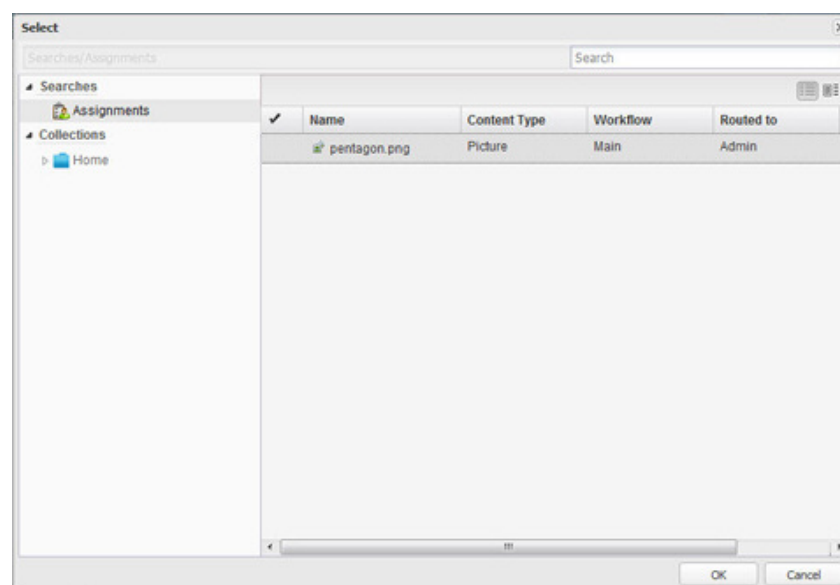 Select
Searches/Assignments
Search
Searches
Assignments
Collections
Home
Name Content Type Workflow Routed to
pentagon.png Picture Main Admin
OK Cancel